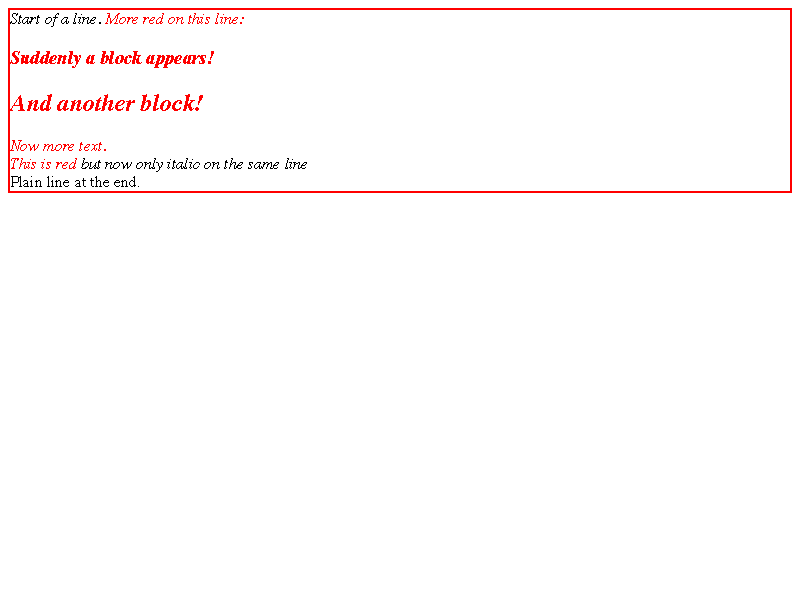 Start of a line. More red on this line:
Suddenly a block appears!
And another block!
Now more text.
This is red but now only italic on the same line
Plain line at the end.